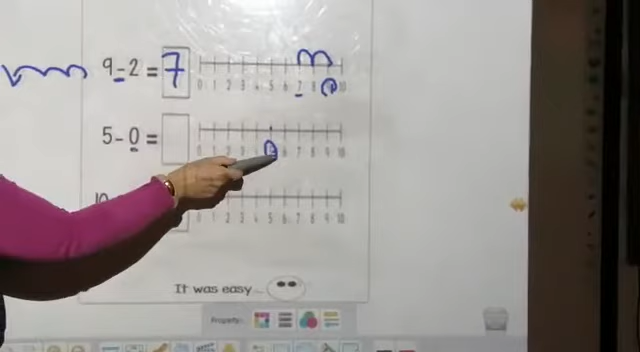 9-2= 7 0 1 2 3 4 5 6 7 8 9 10
5-0= 0 1 2 3 5 6 7 8 9 10
10 0 1 2 3 4 5 6 7 8 9 10
It was easy
Property